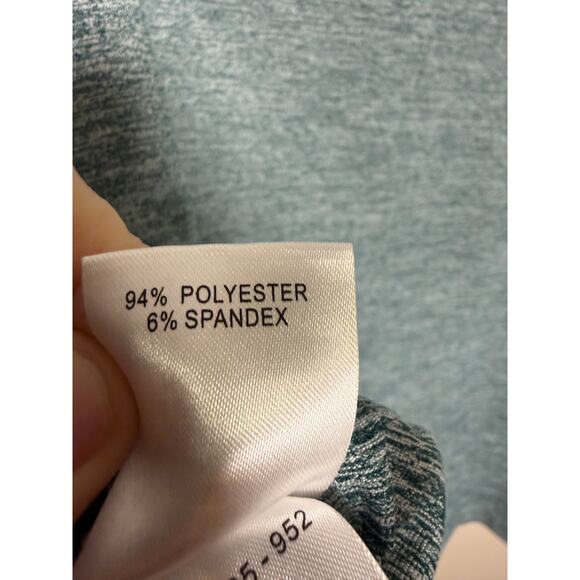 94% POLYESTER
6% SPANDEX
5 - 952